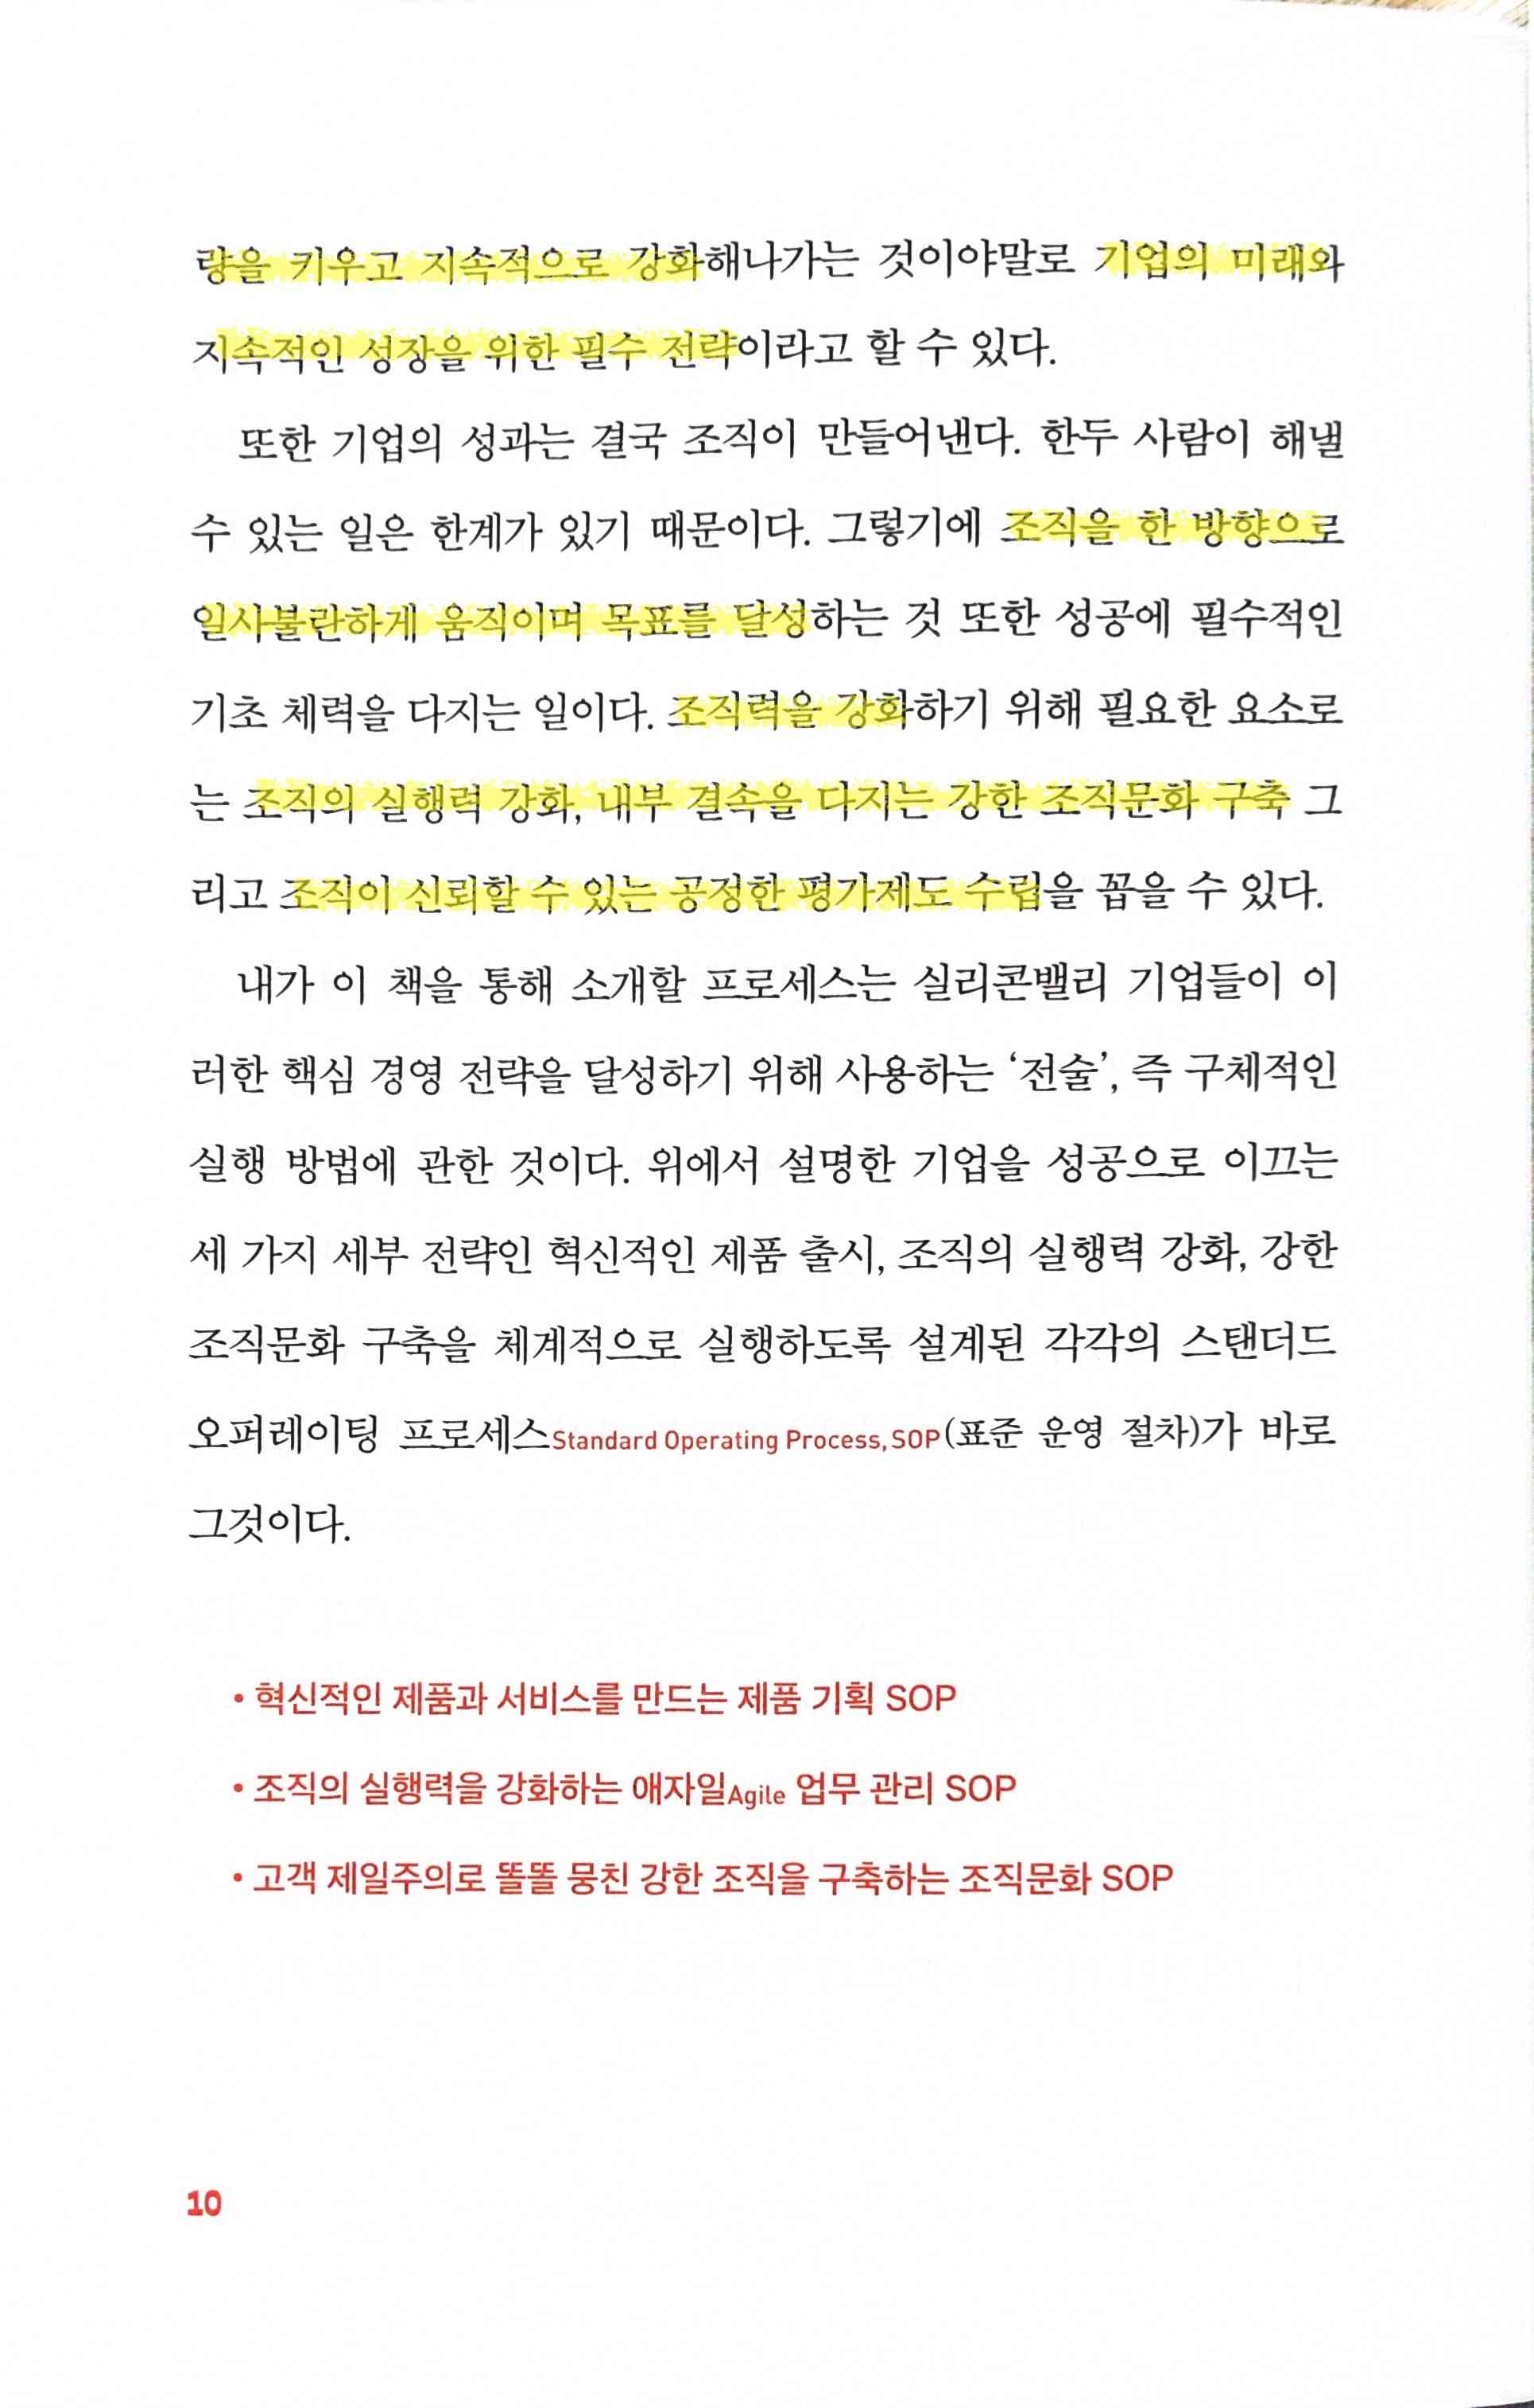 량을 키우고 지속적으로 강화해나가는 것이야말로 기업의 미래와
지속적인 성장을 위한 필수 전략이라고 할 수 있다.
또한 기업의 성과는 결국 조직이 만들어낸다. 한두 사람이 해낼
수 있는 일은 한계가 있기 때문이다. 그렇기에 조직을 한 방향으로
일사불란하게 움직이며 목표를 달성하는 것 또한 성공에 필수적인
기초 체력을 다지는 일이다. 조직력을 강화하기 위해 필요한 요소로
는 조직의 실행력 강화, 내부 결속을 다지는 강한 조직문화 구축 그
리고 조직이 신뢰할 수 있는 공정한 평가제도 수립을 꼽을 수 있다.
내가 이 책을 통해 소개할 프로세스는 실리콘밸리 기업들이 이
러한 핵심 경영 전략을 달성하기 위해 사용하는 ‘전술’, 즉 구체적인
실행 방법에 관한 것이다. 위에서 설명한 기업을 성공으로 이끄는
세 가지 세부 전략인 혁신적인 제품 출시, 조직의 실행력 강화, 강한
조직문화 구축을 체계적으로 실행하도록 설계된 각각의 스탠더드
오퍼레이팅 프로세스Standard Operating Process, SOP(표준 운영 절차)가 바로
그것이다.
• 혁신적인 제품과 서비스를 만드는 제품 기획 SOP
• 조직의 실행력을 강화하는 애자일Agile 업무 관리 SOP
• 고객 제일주의로 똘똘 뭉친 강한 조직을 구축하는 조직문화 SOP
10